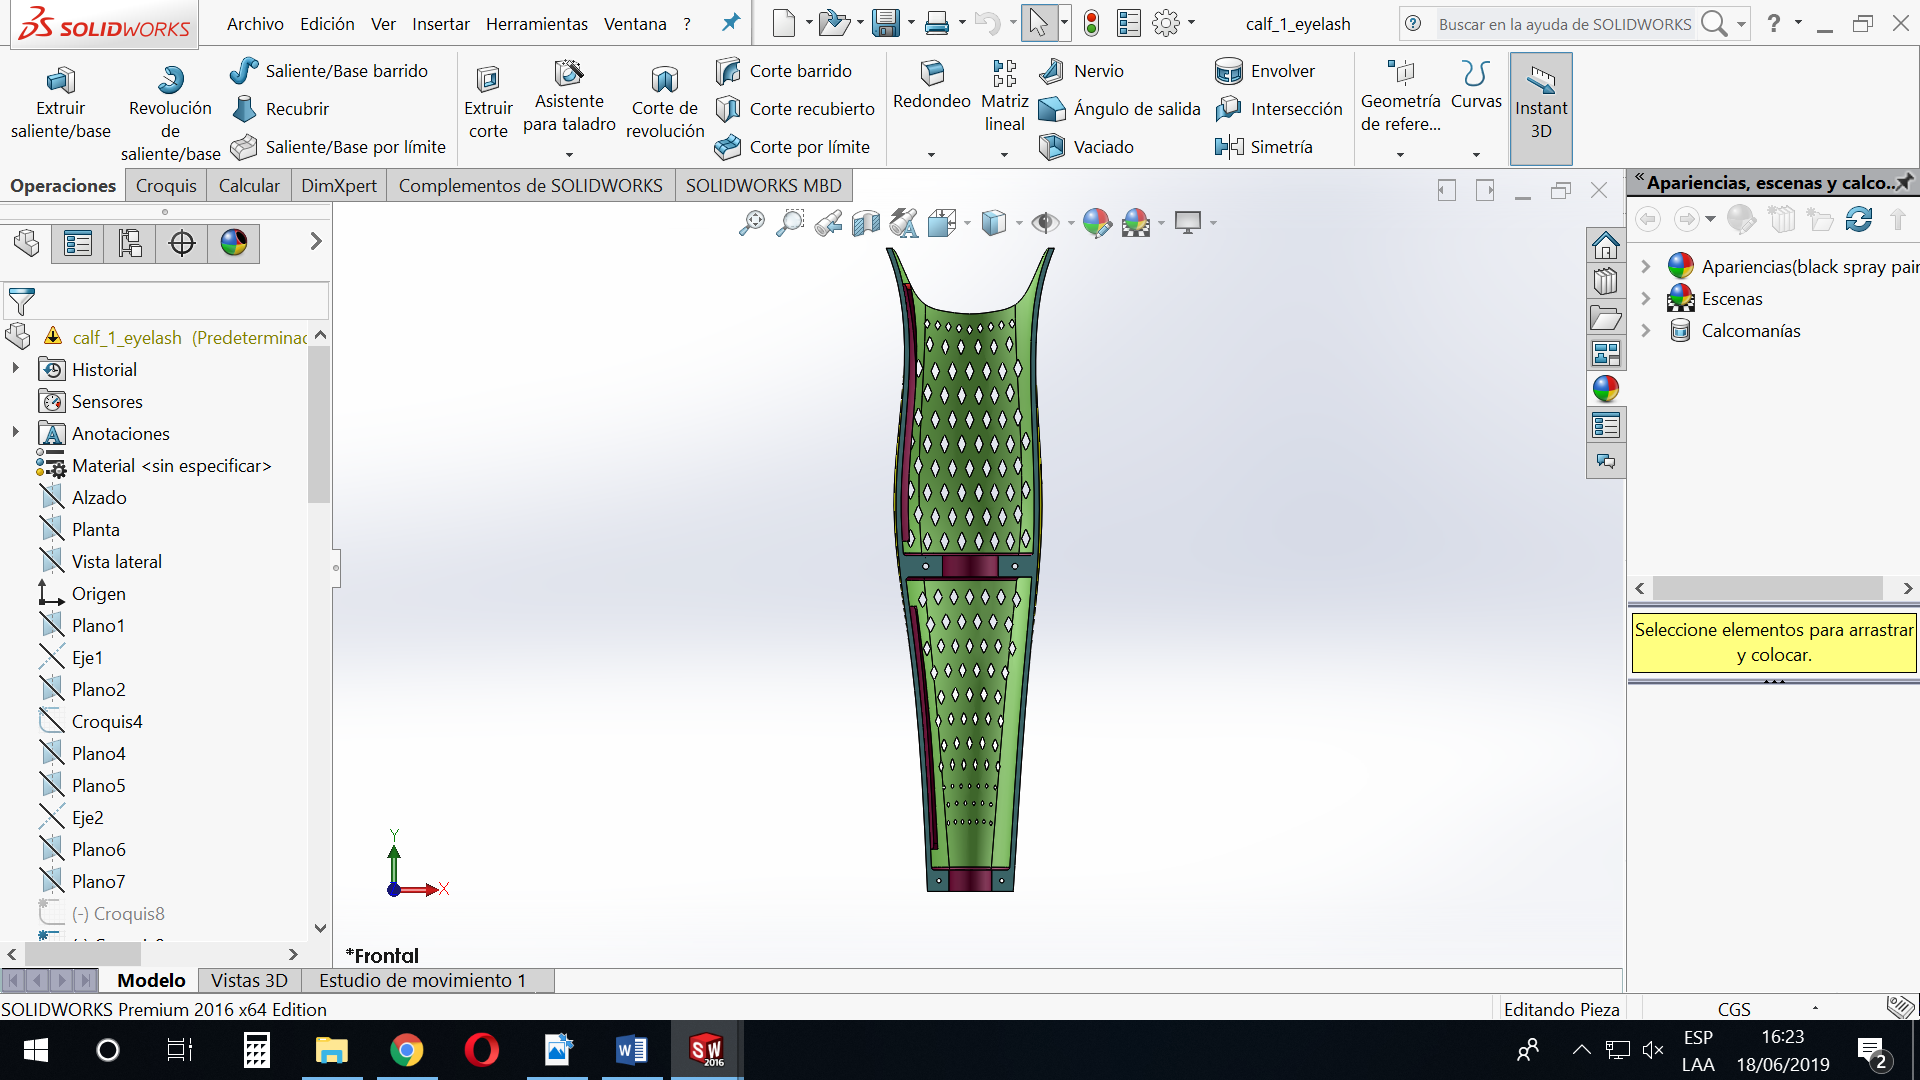 SOLIDWORKS
Archivo Edición Ver Insertar Herramientas Ventana ?
calf_1_eyelash
Buscar en la ayuda de SOLIDWORKS
?
Extruir saliente/base
Revolución de saliente/base
Saliente/Base barrido
Recubrir
Saliente/Base por límite
Extruir corte
Asistente para taladro
Corte de revolución
Corte barrido
Corte recubierto
Corte por límite
Redondeo
Matriz lineal
Nervio
Ángulo de salida
Vaciado
Envolver
Intersección
Simetría
Geometría de refere...
Curvas
Instant 3D
Operaciones Croquis Calcular DimXpert Complementos de SOLIDWORKS SOLIDWORKS MBD
calf_1_eyelash (Predeterminac
Historial
Sensores
Anotaciones
Material <sin especificar>
Alzado
Planta
Vista lateral
Origen
Plano1
Eje1
Plano2
Croquis4
Plano4
Plano5
Eje2
Plano6
Plano7
(-) Croquis8
Y
X
*Frontal
Apariencias, escenas y calco...
Apariencias(black spray pair
Escenas
Calcomanías
Seleccione elementos para arrastrar
y colocar.
Modelo Vistas 3D Estudio de movimiento 1
SOLIDWORKS Premium 2016 x64 Edition
Editando Pieza
CGS
SW
2016
ESP
LAA
16:23
18/06/2019
2